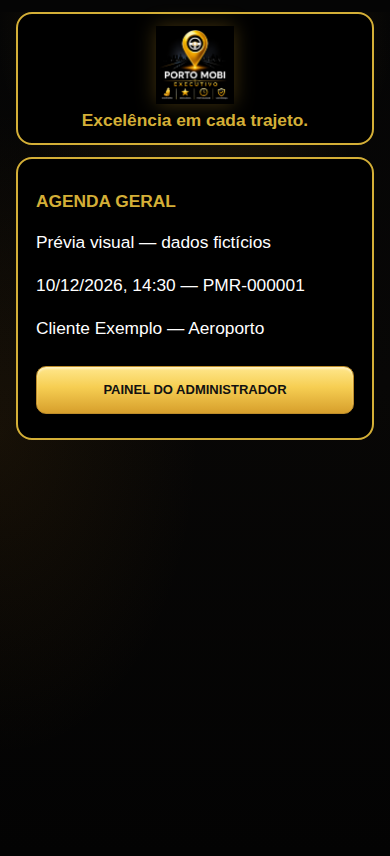 PORTO MOBI
EXECUTIVO
Excelência em cada trajeto.
AGENDA GERAL
Prévia visual — dados fictícios
10/12/2026, 14:30 — PMR-000001
Cliente Exemplo — Aeroporto
PAINEL DO ADMINISTRADOR